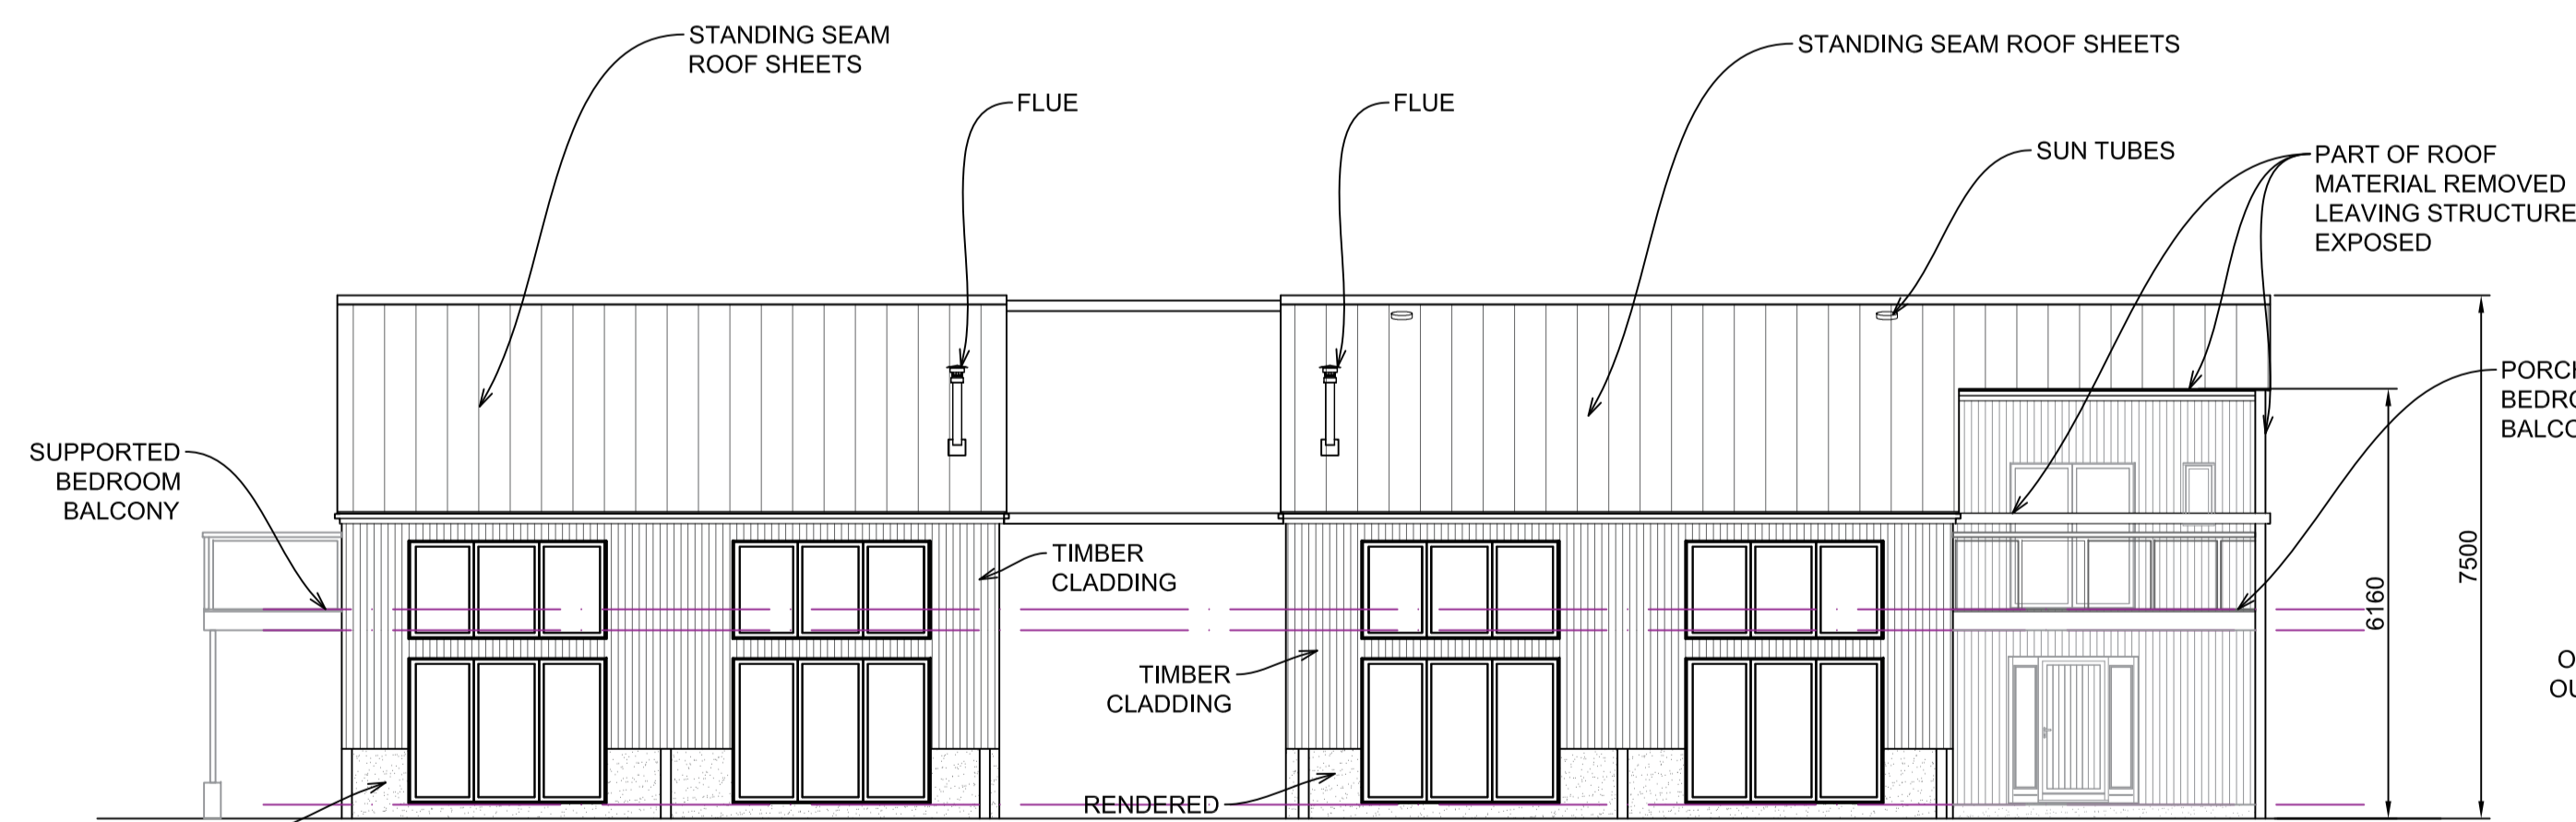 STANDING SEAM
ROOF SHEETS
FLUE
FLUE
STANDING SEAM ROOF SHEETS
SUN TUBES
PART OF ROOF
MATERIAL REMOVED
LEAVING STRUCTURE
EXPOSED
SUPPORTED
BEDROOM
BALCONY
TIMBER
CLADDING
TIMBER
CLADDING
RENDERED
6160
7500